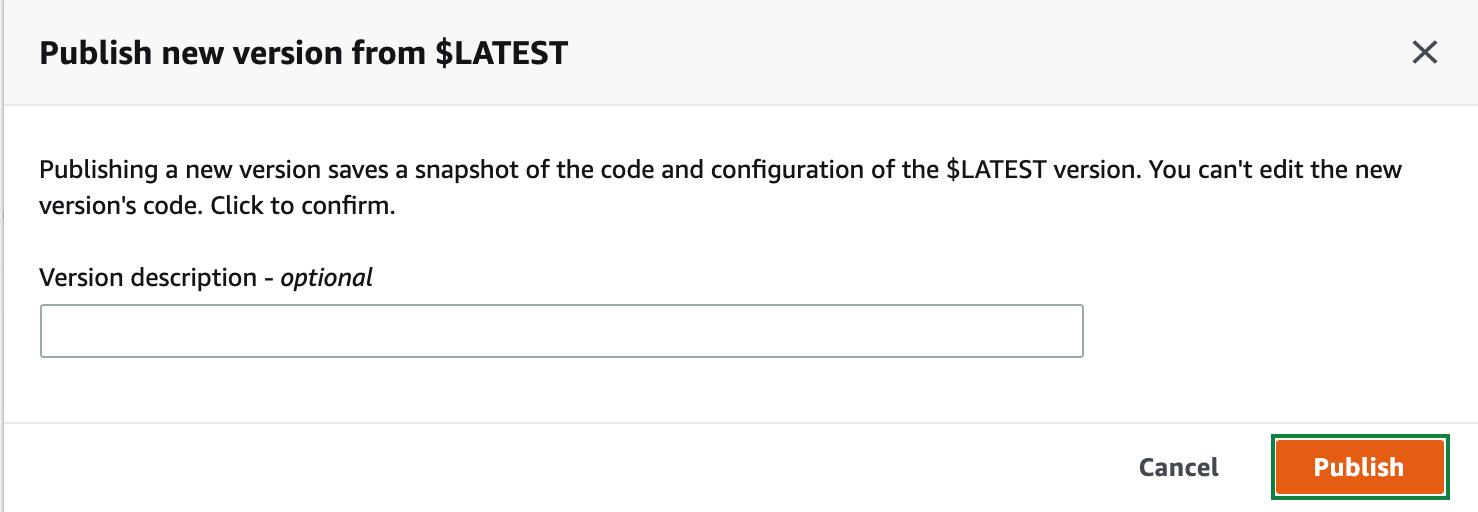 Publish new version from $LATEST
Publishing a new version saves a snapshot of the code and configuration of the $LATEST version. You can't edit the new
version's code. Click to confirm.
Version description - optional
Cancel
Publish